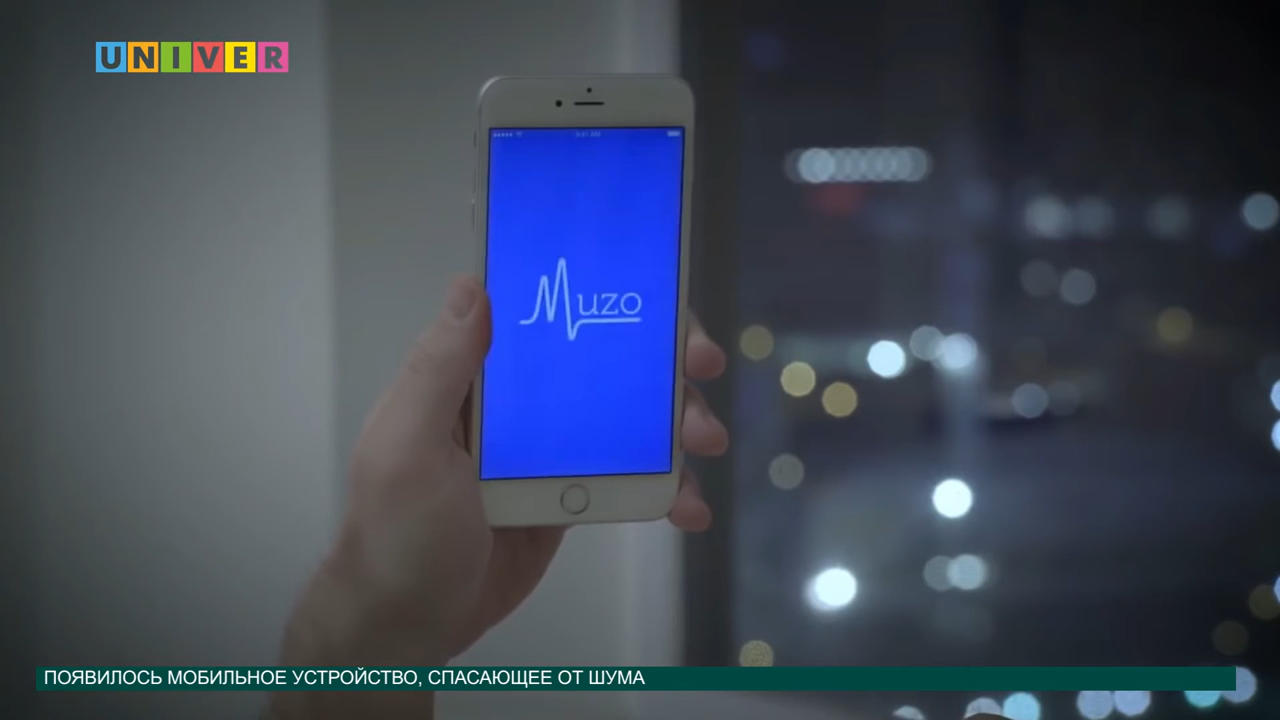 UNIVER
Muzo
ПОЯВИЛОСЬ МОБИЛЬНОЕ УСТРОЙСТВО, СПАСАЮЩЕЕ ОТ ШУМА